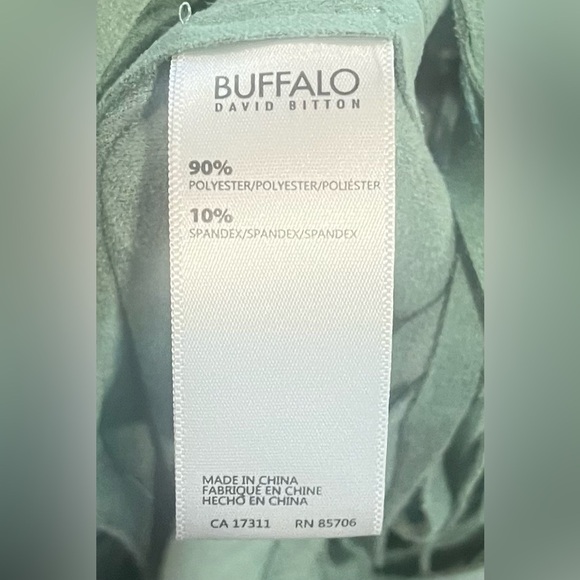 BUFFALO
DAVID BITTON
90%
POLYESTER/POLYESTER/POLIÉSTER
10%
SPANDEX/SPANDEX/SPANDEX
MADE IN CHINA
FABRIQUÉ EN CHINE
HECHO EN CHINA
CA 17311 RN 85706